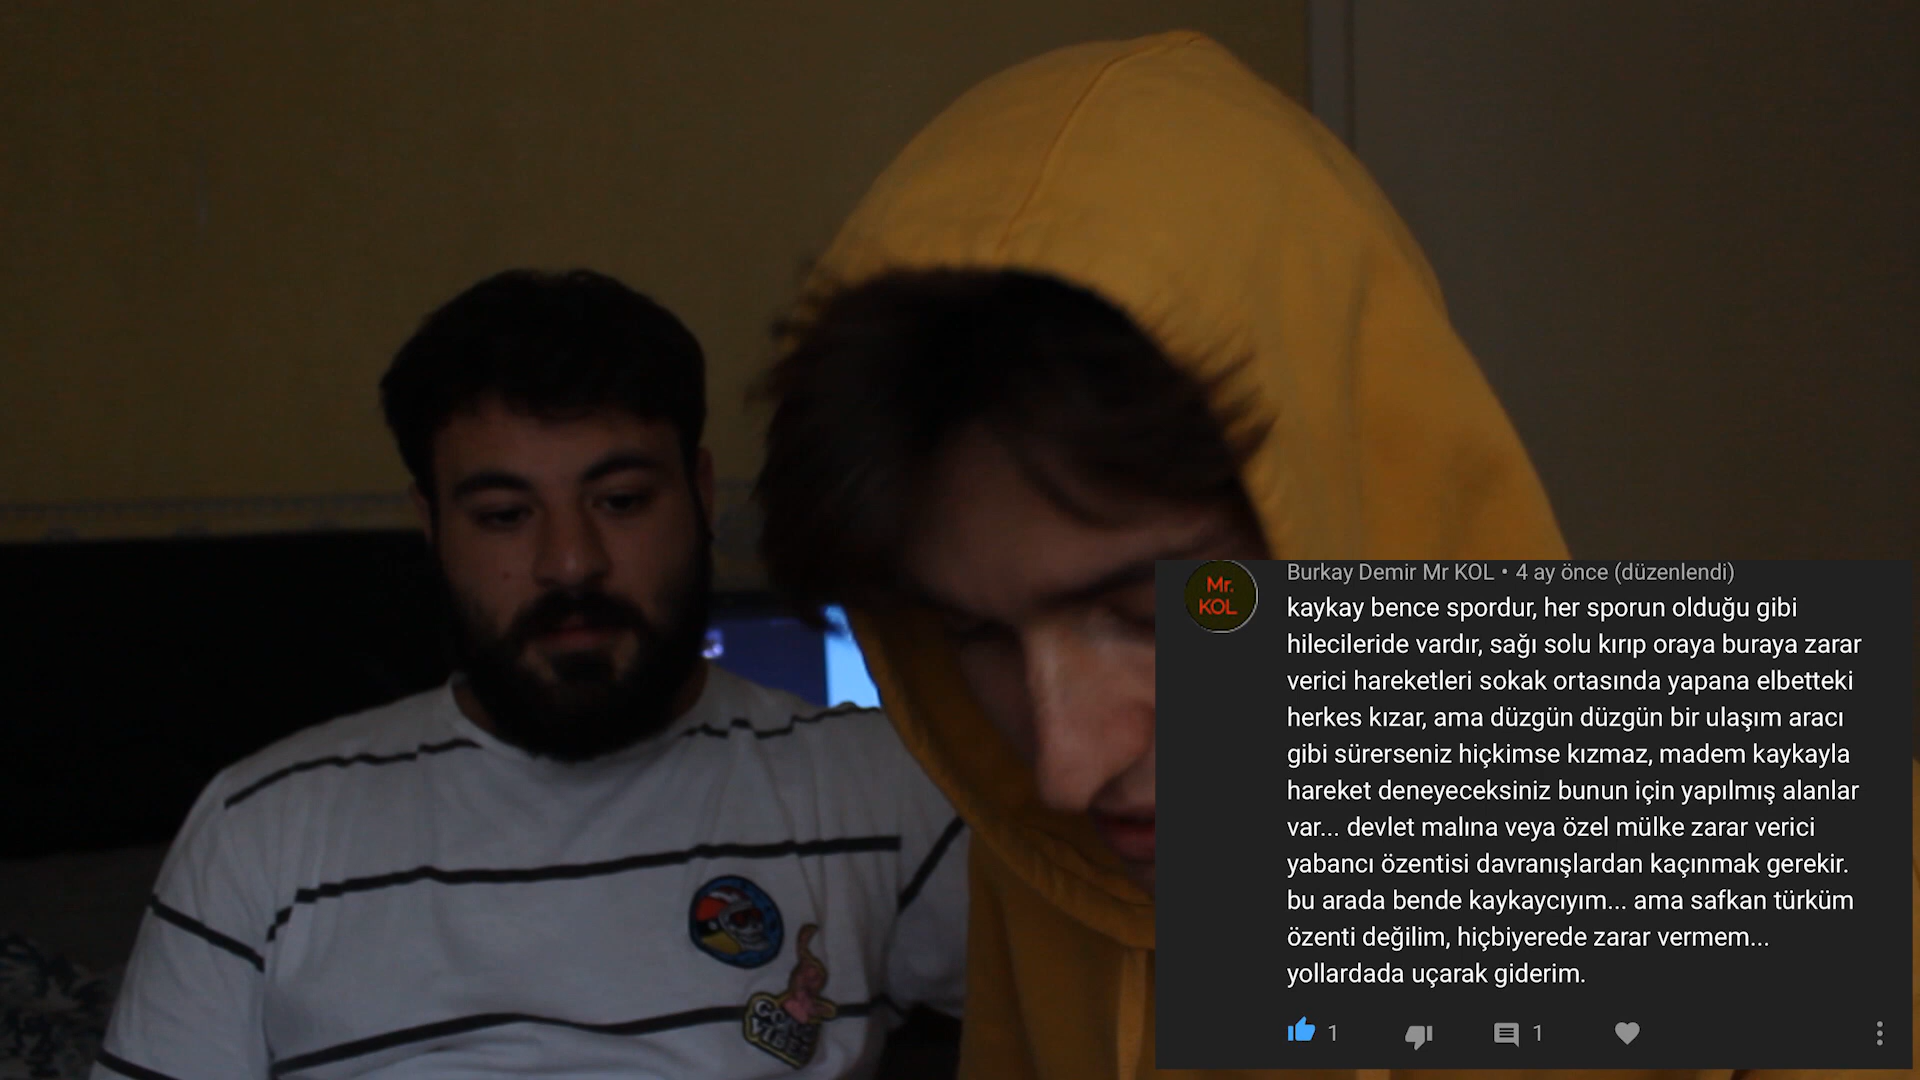 Mr.
KOL
Burkay Demir Mr KOL • 4 ay önce (düzenlendi)
kaykay bence spordur, her sporun olduğu gibi
hilecileride vardır, sağı solu kırıp oraya buraya zarar
verici hareketleri sokak ortasında yapana elbetteki
herkes kızar, ama düzgün düzgün bir ulaşım aracı
gibi sürerseniz hiçkimse kızmaz, madem kaykayla
hareket deneyeceksiniz bunun için yapılmış alanlar
var... devlet malına veya özel mülke zarar verici
yabancı özentisi davranışlardan kaçınmak gerekir.
bu arada bende kaykaycıyım... ama safkan türküm
özenti değilim, hiçbiyerede zarar vermem...
yollardada uçarak giderim.
1
1
GOOD
VIBES